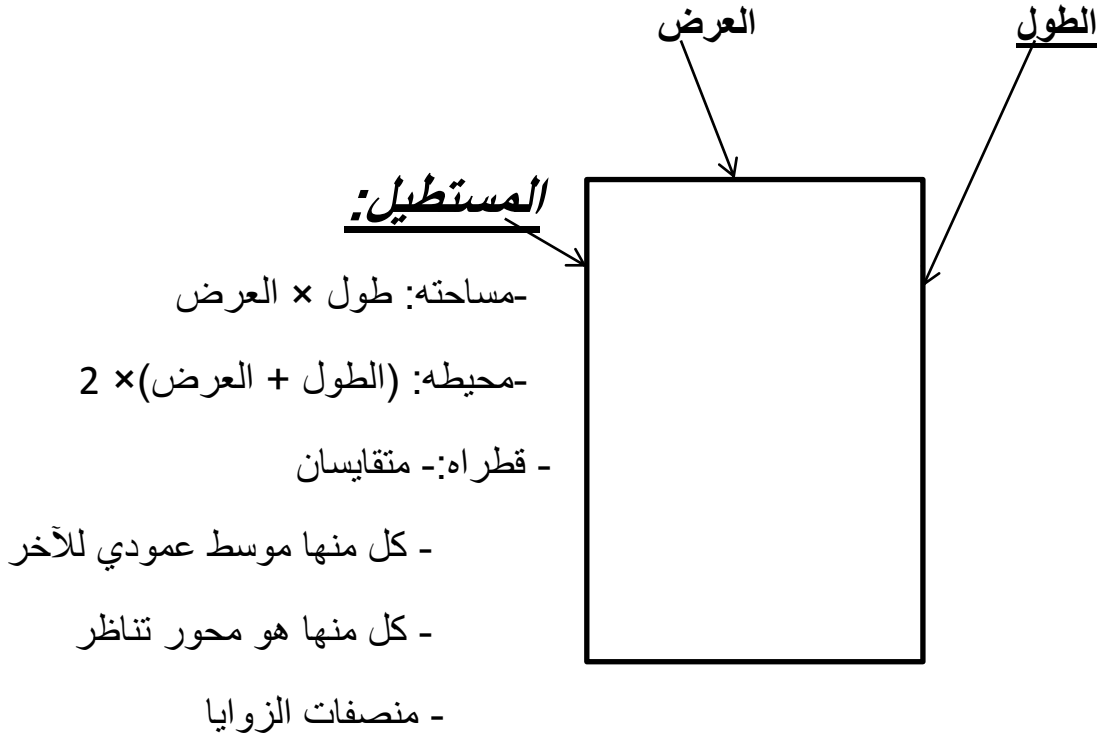 الطول
العرض
المستطيل:
-مساحته: طول × العرض
-محيطه: (الطول + العرض)× 2
- قطراه:- متقايسان
- كل منها موسط عمودي للآخر
- كل منها هو محور تناظر
- منصفات الزوايا